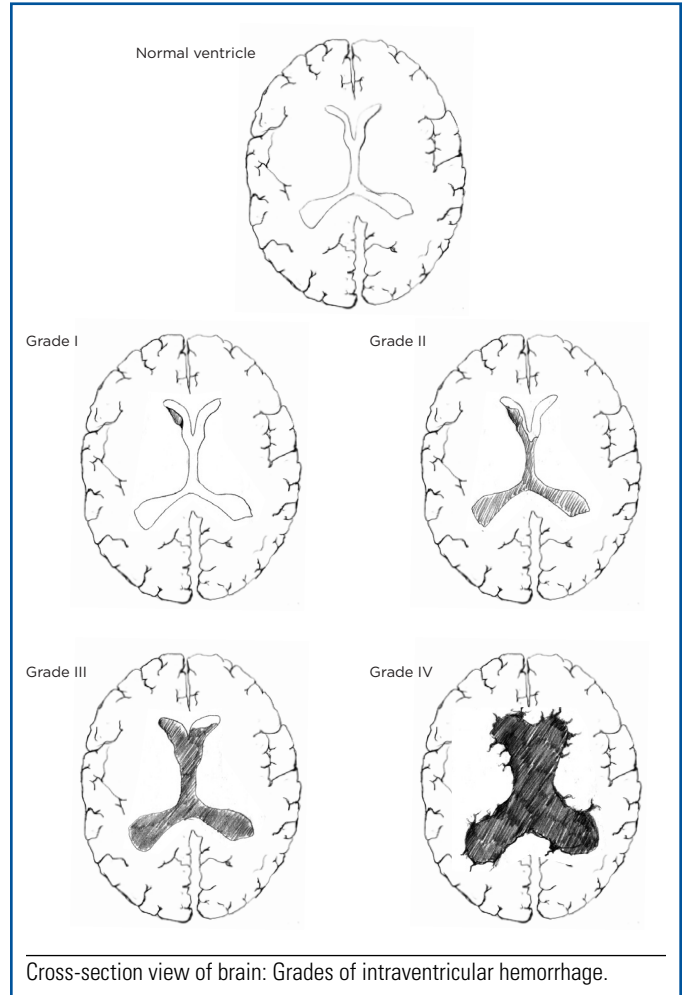 Normal ventricle
Grade I
Grade II
Grade III
Grade IV
Cross-section view of brain: Grades of intraventricular hemorrhage.